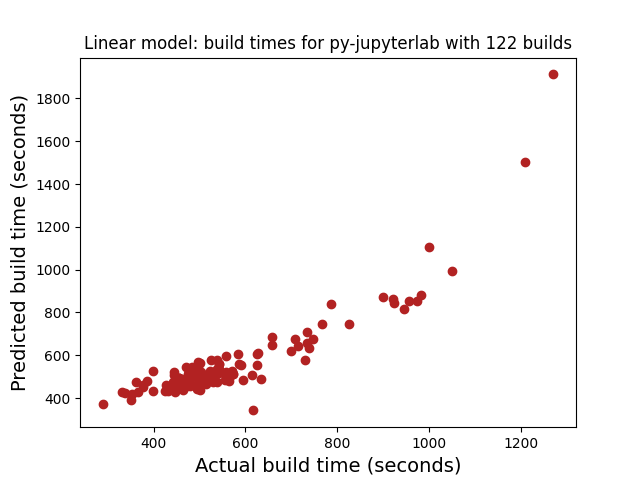 Linear model: build times for py-jupyterlab with 122 builds
Predicted build time (seconds)
1800
1600
1400
1200
1000
800
600
400
400 600 800 1000 1200
Actual build time (seconds)